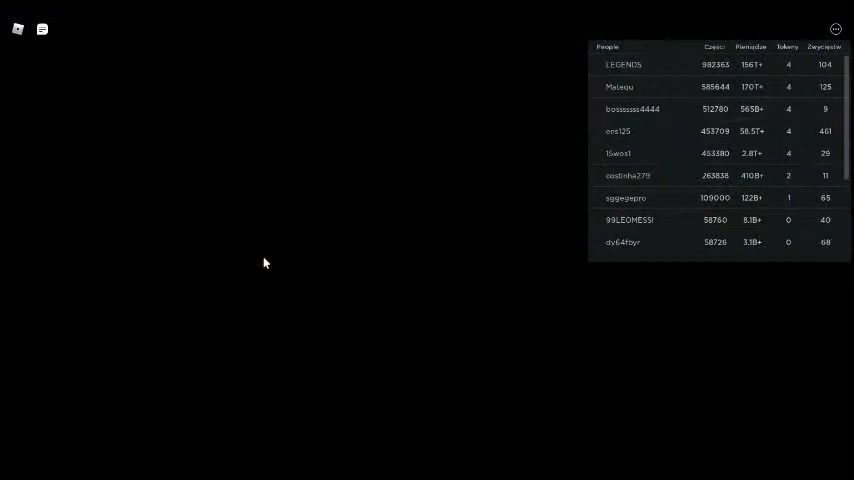 People Części Pieniądze Tokeny Zwycięstw
LEGENDS 982363 156T+ 4 104
Matequ 585644 170T+ 4 125
bosssssss4444 512780 565B+ 4 9
ens125 453709 58.5T+ 4 461
15wos1 453380 2.8T+ 4 29
costinha279 263838 410B+ 2 11
sggegepro 109000 122B+ 1 65
99LEOMESSI 58760 8.1B+ 0 40
dy64fbyr 58726 3.1B+ 0 68